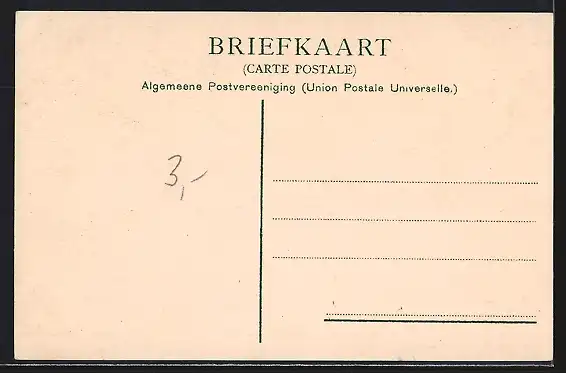 BRIEFKAART
(CARTE POSTALE)
Algemeene Postvereeniging (Union Postale Universelle.)
3,-